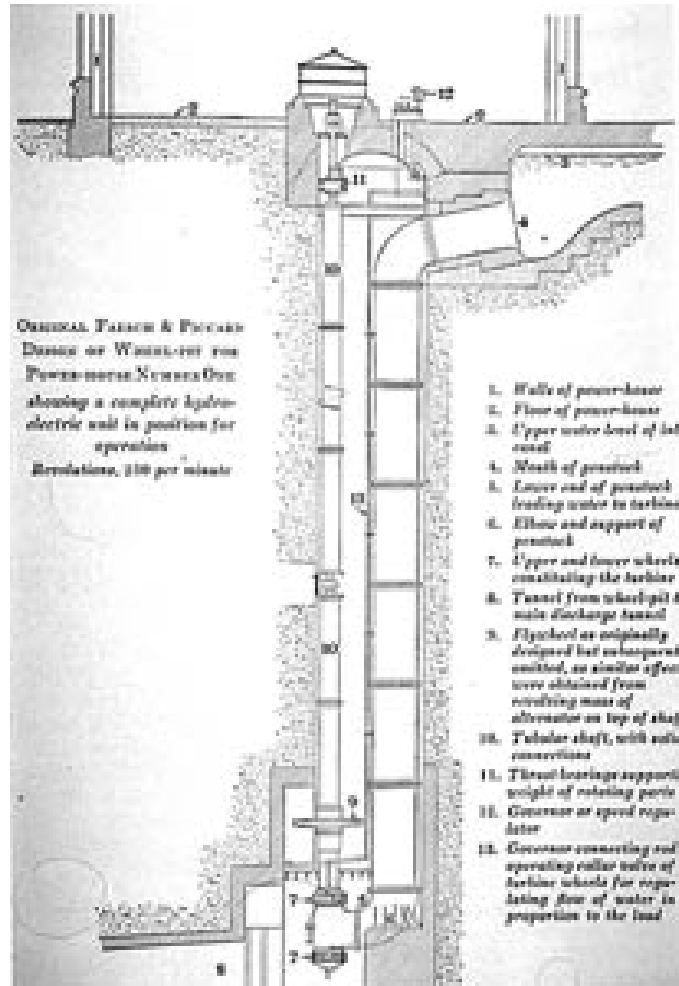 ORIGINAL FAESCH & PICCARD
DESIGN OF WHEEL-PIT FOR
POWER-HOUSE NUMBER ONE
showing a complete hydro-
electric unit in position for
operation
Revolutions, 250 per minute
1. Walls of power-house
2. Floor of power-house
3. Upper water level of
canal
4. Mouth of penstock
5. Lower end of penstock
leading water to turbine
6. Elbow and support of
penstock
7. Upper and lower wheels
constituting the turbine
8. Tunnel from wheel-pit
main discharge tunnel
9. Flywheel as originally
designed but subsequent
omitted, as similar effec
were obtained from
revolving mass of
alternator on top of shaf
10. Tubular shaft, with
connections
11. Thrust bearings supporti
weight of rotating parts
12. Governor or speed regu-
lator
13. Governor connecting rod
operating collar valve of
turbine wheels for regu-
lating flow of water in
proportion to the load